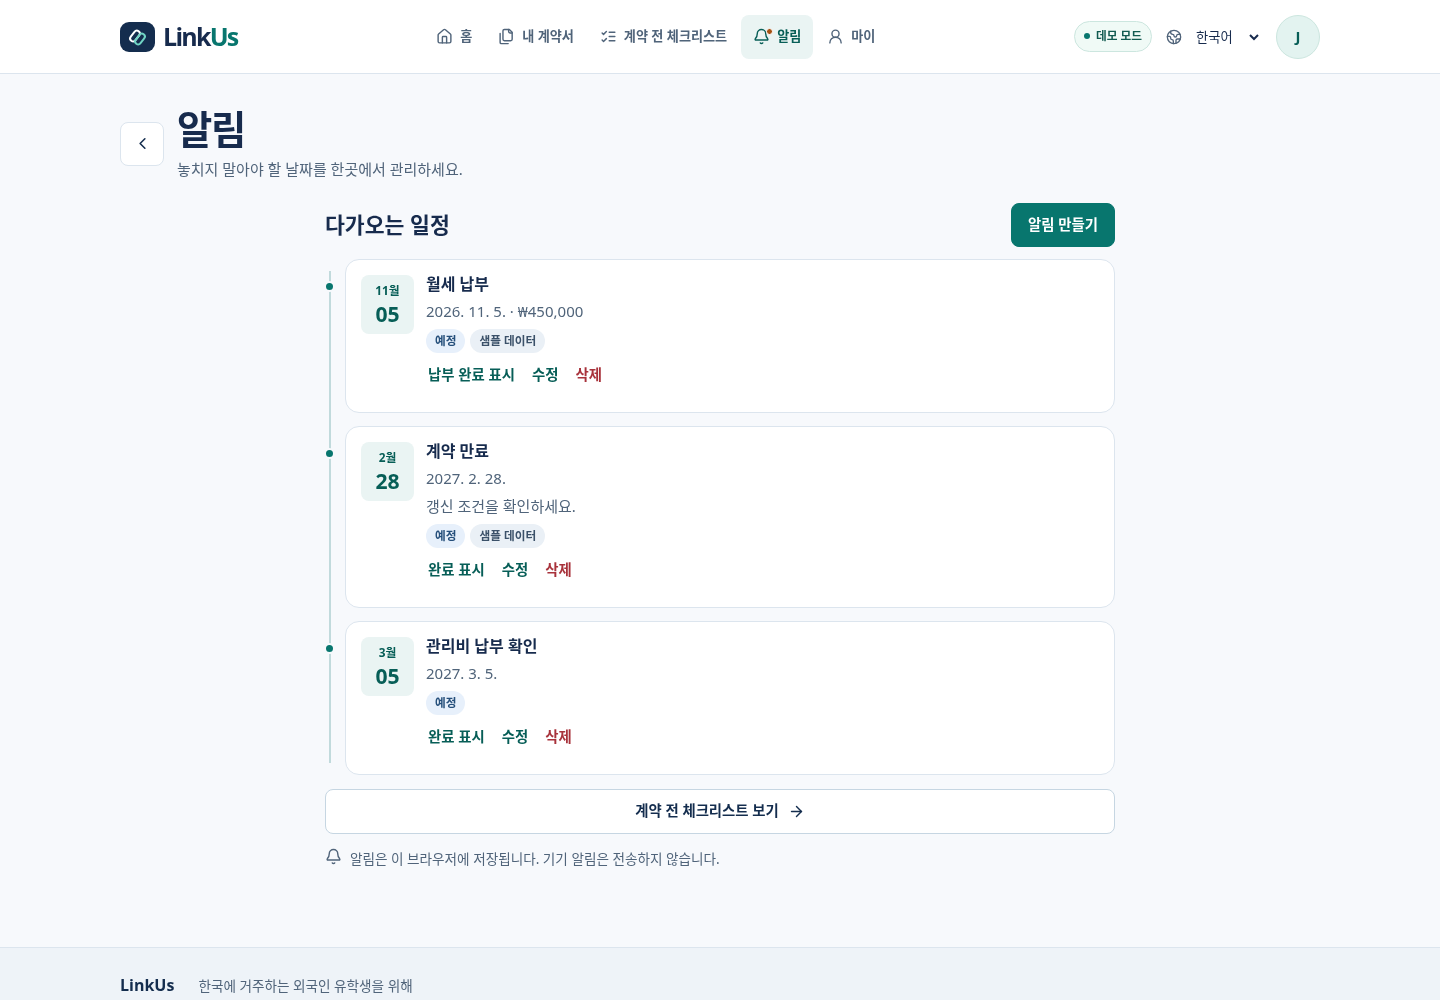 LinkUs
홈
내 계약서
계약 전 체크리스트
알림
마이
데모 모드
한국어
J
알림
놓치지 말아야 할 날짜를 한곳에서 관리하세요.
다가오는 일정
알림 만들기
11월
05
월세 납부
2026. 11. 5. · ₩450,000
예정
샘플 데이터
납부 완료 표시
수정
삭제
2월
28
계약 만료
2027. 2. 28.
갱신 조건을 확인하세요.
예정
샘플 데이터
완료 표시
수정
삭제
3월
05
관리비 납부 확인
2027. 3. 5.
예정
완료 표시
수정
삭제
계약 전 체크리스트 보기
알림은 이 브라우저에 저장됩니다. 기기 알림은 전송하지 않습니다.
LinkUs
한국에 거주하는 외국인 유학생을 위해